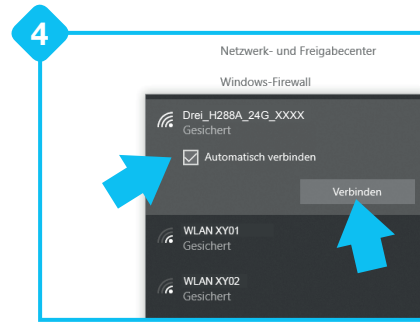 4
Netzwerk- und Freigabecenter
Windows-Firewall
Drei_H288A_24G_XXXX
Gesichert
Automatisch verbinden
Verbinden
WLAN XY01
Gesichert
WLAN XY02
Gesichert